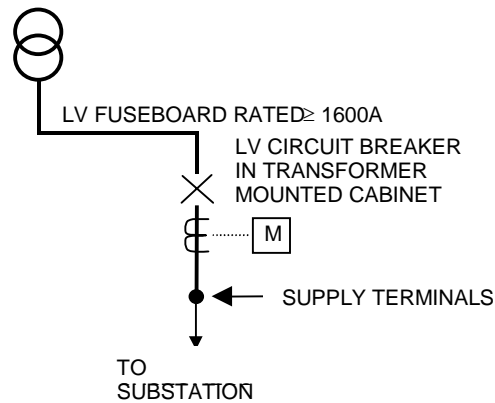 LV FUSEBOARD RATED≥ 1600A
LV CIRCUIT BREAKER
IN TRANSFORMER
MOUNTED CABINET
M
SUPPLY TERMINALS
TO
SUBSTATION